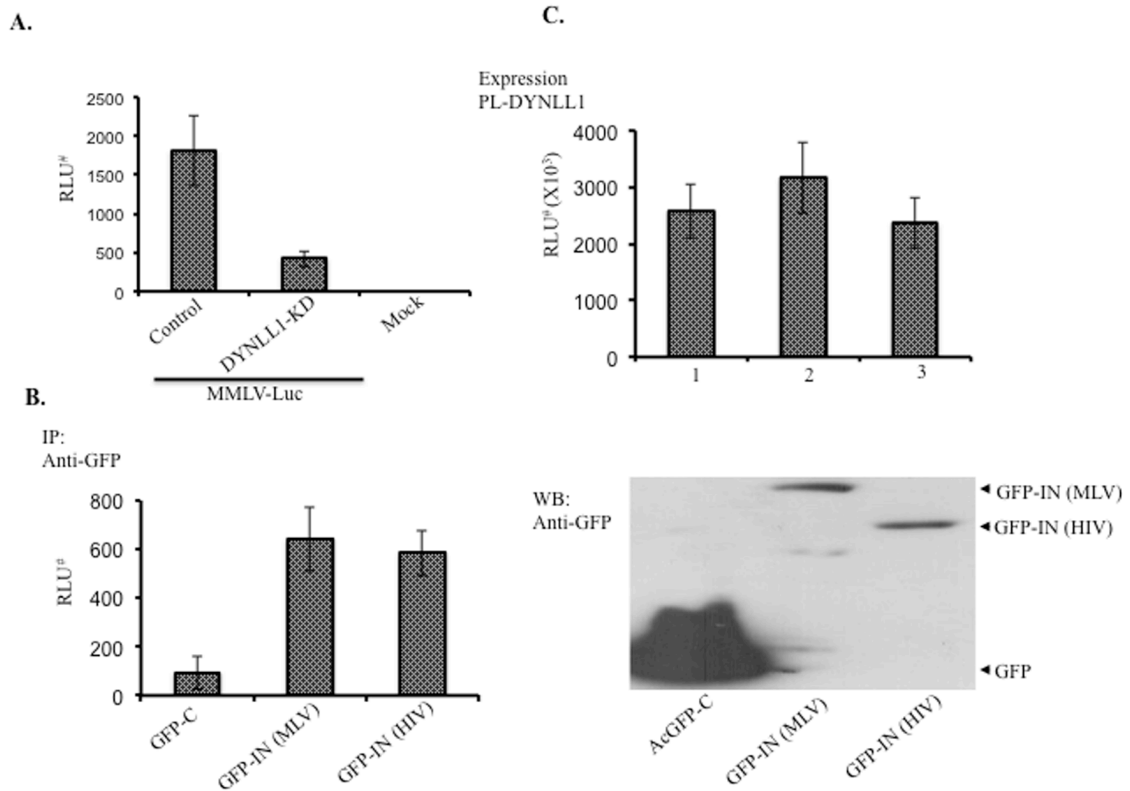 A.
2500
2000
1500
1000
500
0
RLU#
Control
DYNLL1-KD
Mock
MMLV-Luc
B.
IP:
Anti-GFP
800
600
400
200
0
RLU#
GFP-C
GFP-IN (MLV)
GFP-IN (HIV)
C.
Expression
PL-DYNLL1
4000
3000
2000
1000
0
RLU# (X10-3)
1
2
3
WB:
Anti-GFP
GFP-IN (MLV)
GFP-IN (HIV)
GFP
AcGFP-C
GFP-IN (MLV)
GFP-IN (HIV)